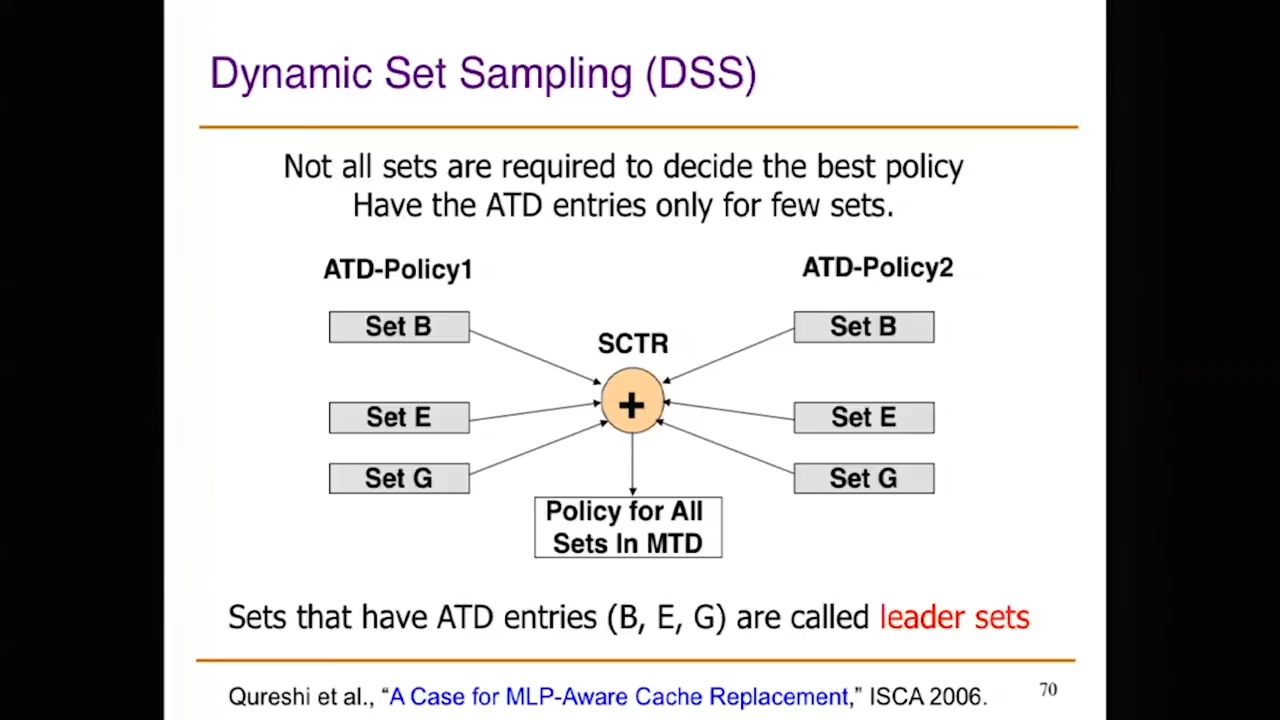 Dynamic Set Sampling (DSS)
Not all sets are required to decide the best policy
Have the ATD entries only for few sets.
ATD-Policy1
ATD-Policy2
Set B
SCTR
Set B
+
Set E
Set E
Set G
Set G
Policy for All
Sets In MTD
Sets that have ATD entries (B, E, G) are called leader sets
Qureshi et al., “A Case for MLP-Aware Cache Replacement,” ISCA 2006.
70